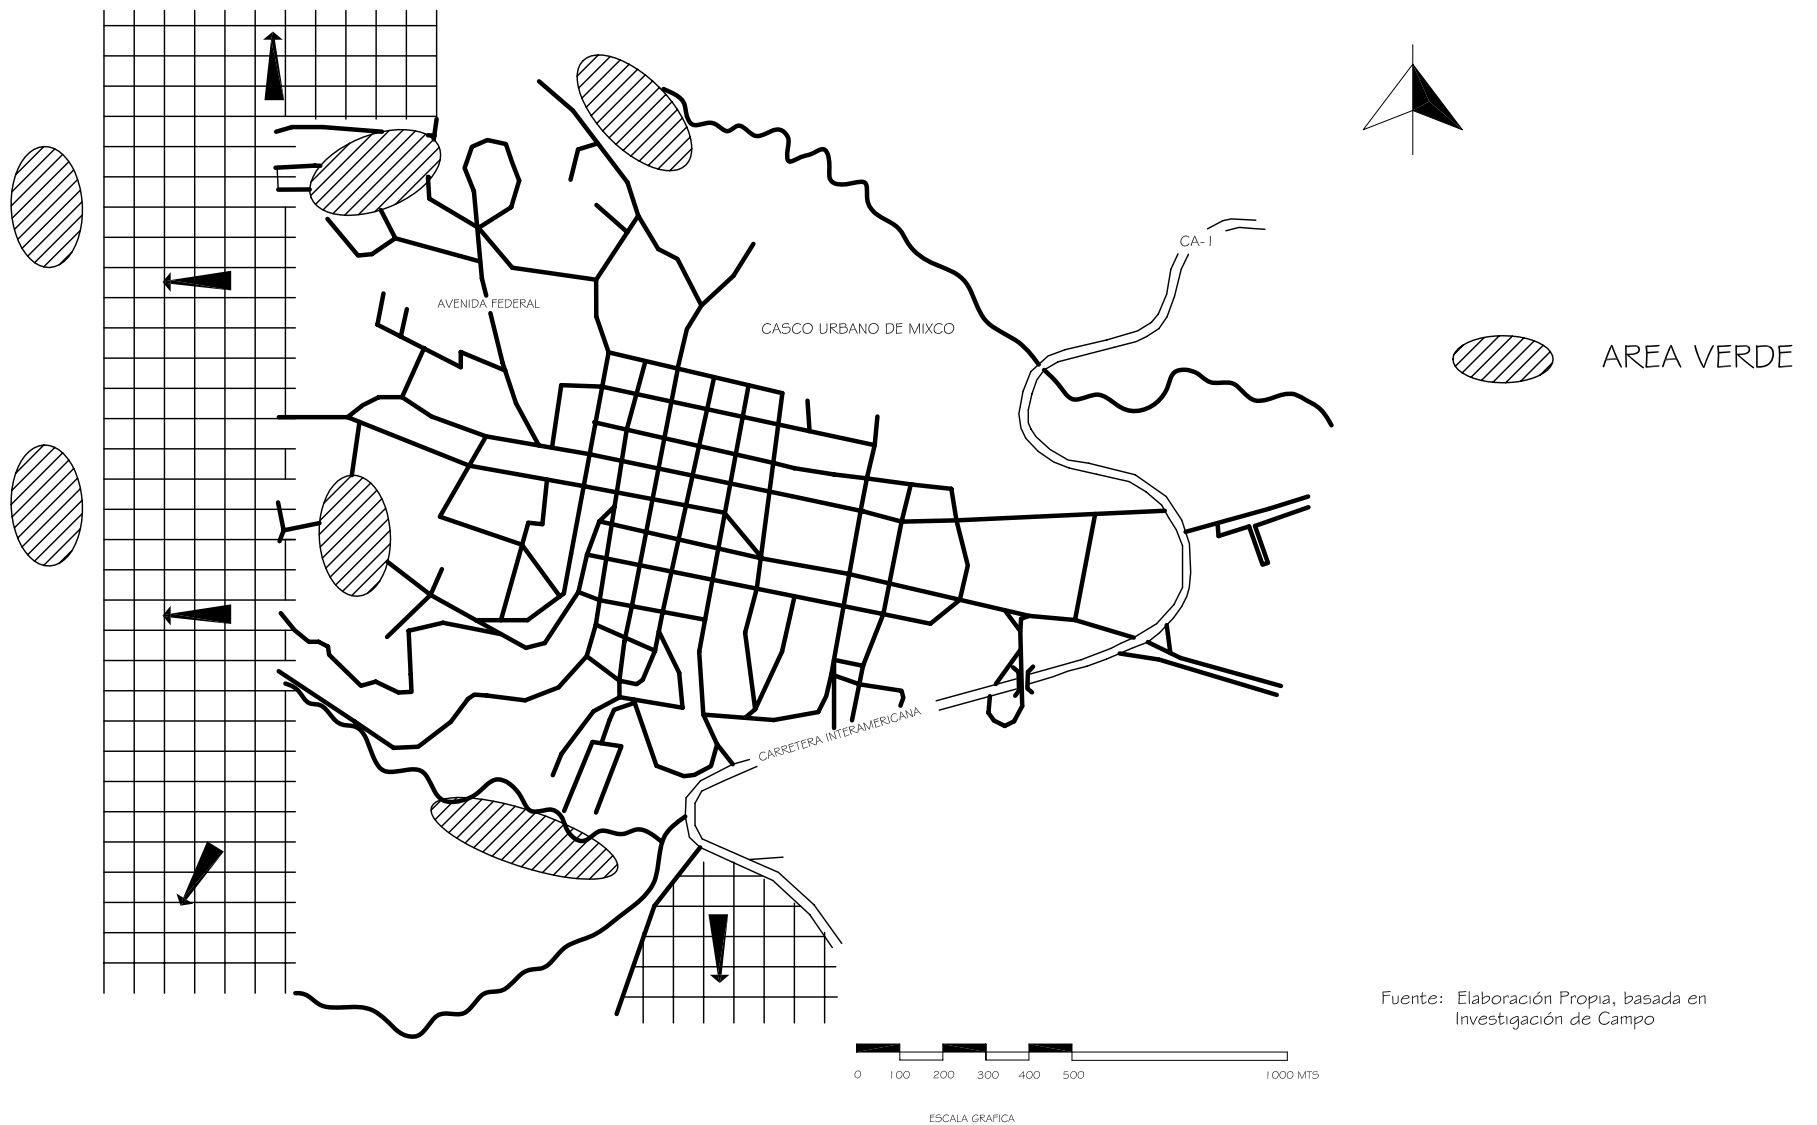 CA-1
AVENIDA FEDERAL
CASCO URBANO DE MIXCO
AREA VERDE
CARRETERA INTERAMERICANA
Fuente: Elaboración Propia, basada en
Investigación de Campo
0 100 200 300 400 500 1000 MTS
ESCALA GRAFICA